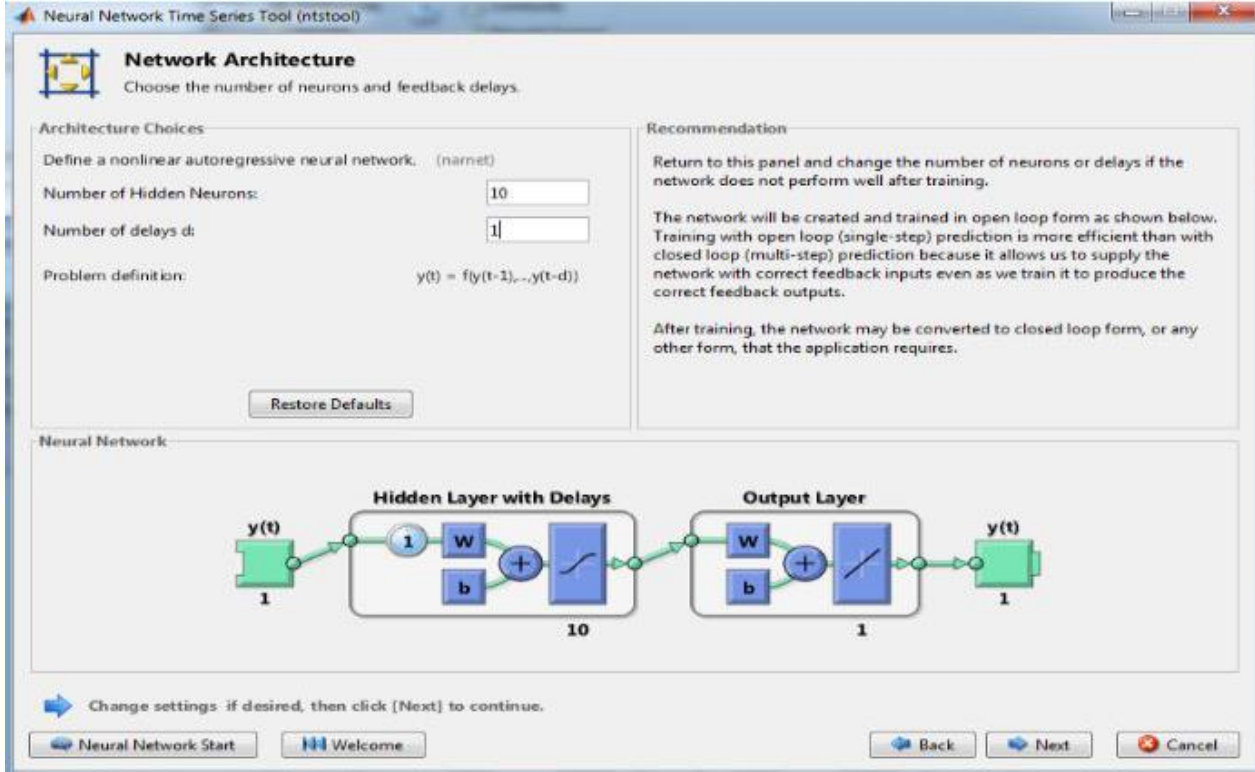 Neural Network Time Series Tool (ntstool)
Network Architecture
Choose the number of neurons and feedback delays.
Architecture Choices
Define a nonlinear autoregressive neural network. (narnet)
Number of Hidden Neurons:
10
Number of delays d:
1
Problem definition:
y(t) = f(y(t-1),...,y(t-d))
Restore Defaults
Recommendation
Return to this panel and change the number of neurons or delays if the
network does not perform well after training.
The network will be created and trained in open loop form as shown below.
Training with open loop (single-step) prediction is more efficient than with
closed loop (multi-step) prediction because it allows us to supply the
network with correct feedback inputs even as we train it to produce the
correct feedback outputs.
After training, the network may be converted to closed loop form, or any
other form, that the application requires.
Neural Network
Hidden Layer with Delays
Output Layer
y(t)
1
1
W
b
+
10
W
b
+
1
y(t)
1
Change settings if desired, then click [Next] to continue.
Neural Network Start
Welcome
Back
Next
Cancel